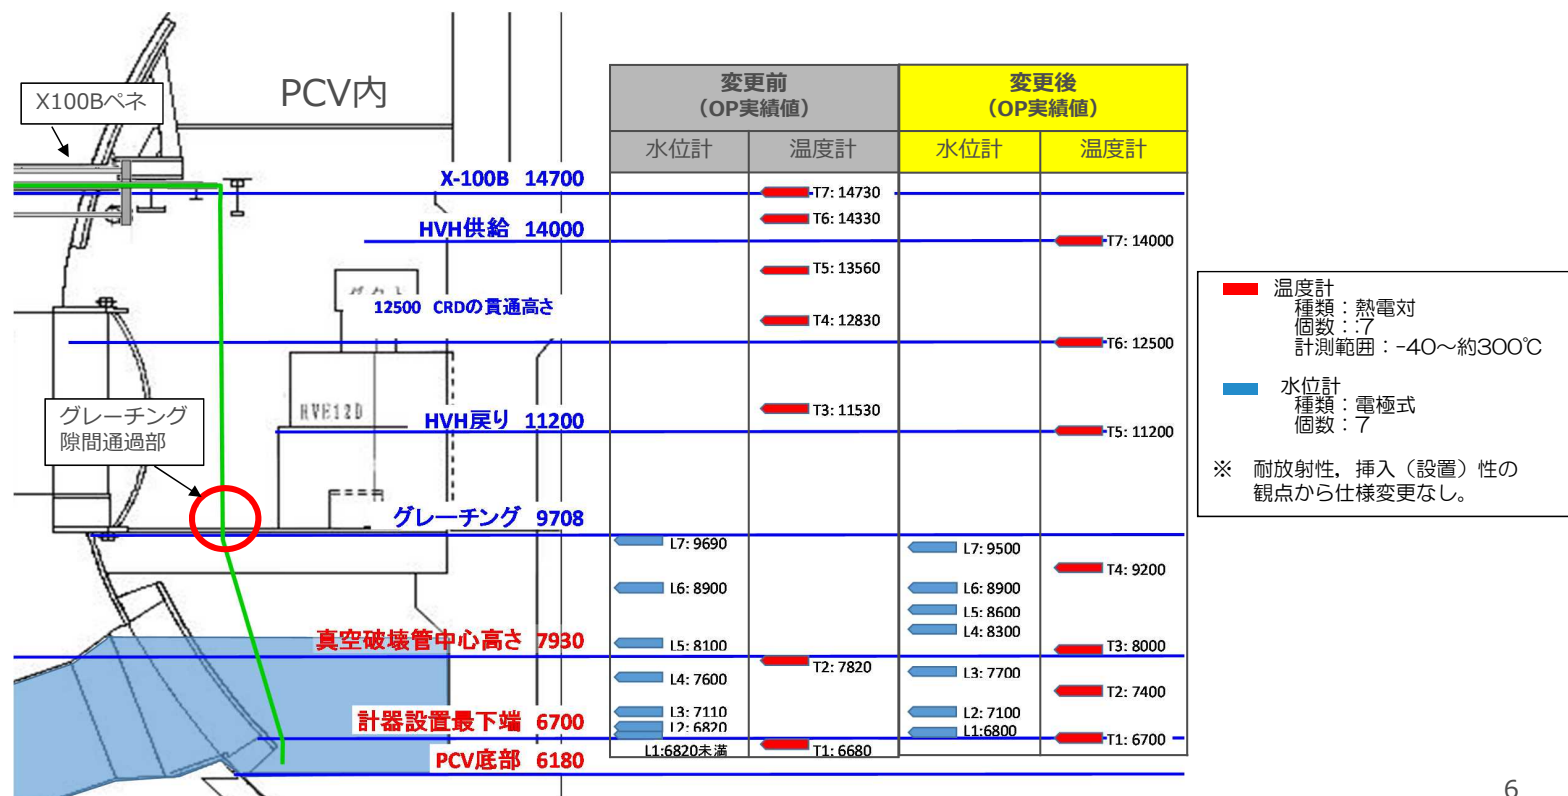 PCV内
X100Bペネ
X-100B 14700
HVH供給 14000
12500 CRDの貫通高さ
HVH12D
HVH戻り 11200
グレーチング
隙間通過部
グレーチング 9708
真空破壊管中心高さ 7930
計器設置最下端 6700
PCV底部 6180
変更前
（OP実績値）
変更後
（OP実績値）
水位計
温度計
水位計
温度計
T7: 14730
T6: 14330
T5: 13560
T4: 12830
T3: 11530
T2: 7820
T1: 6680
L7: 9690
L6: 8900
L5: 8100
L4: 7600
L3: 7110
L2: 6820
L1:6820未満
L7: 9500
L6: 8900
L5: 8600
L4: 8300
L3: 7700
L2: 7100
L1:6800
T7: 14000
T6: 12500
T5: 11200
T4: 9200
T3: 8000
T2: 7400
T1: 6700
温度計
種類：熱電対
個数：:7
計測範囲：-40～約300℃
水位計
種類：電極式
個数：7
※ 耐放射性，挿入（設置）性の
観点から仕様変更なし。
6